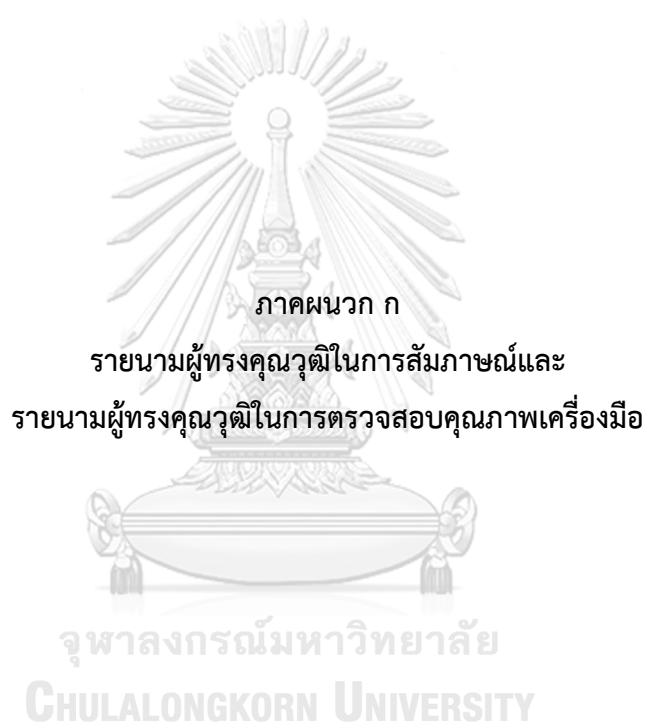 ภาคผนวก ก
รายนามผู้ทรงคุณวุฒิในการสัมภาษณ์และ
รายนามผู้ทรงคุณวุฒิในการตรวจสอบคุณภาพเครื่องมือ
จุฬาลงกรณ์มหาวิทยาลัย
CHULALONGKORN UNIVERSITY